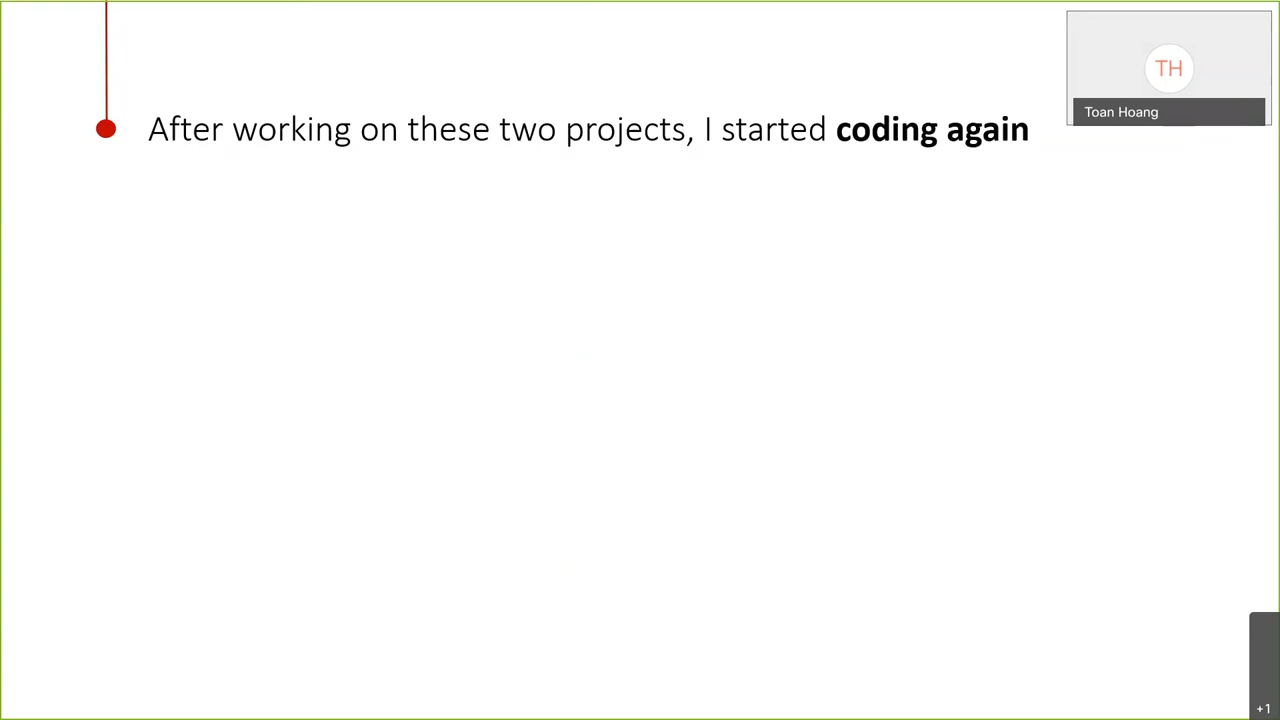 After working on these two projects, I started coding again
TH
Toan Hoang
+1